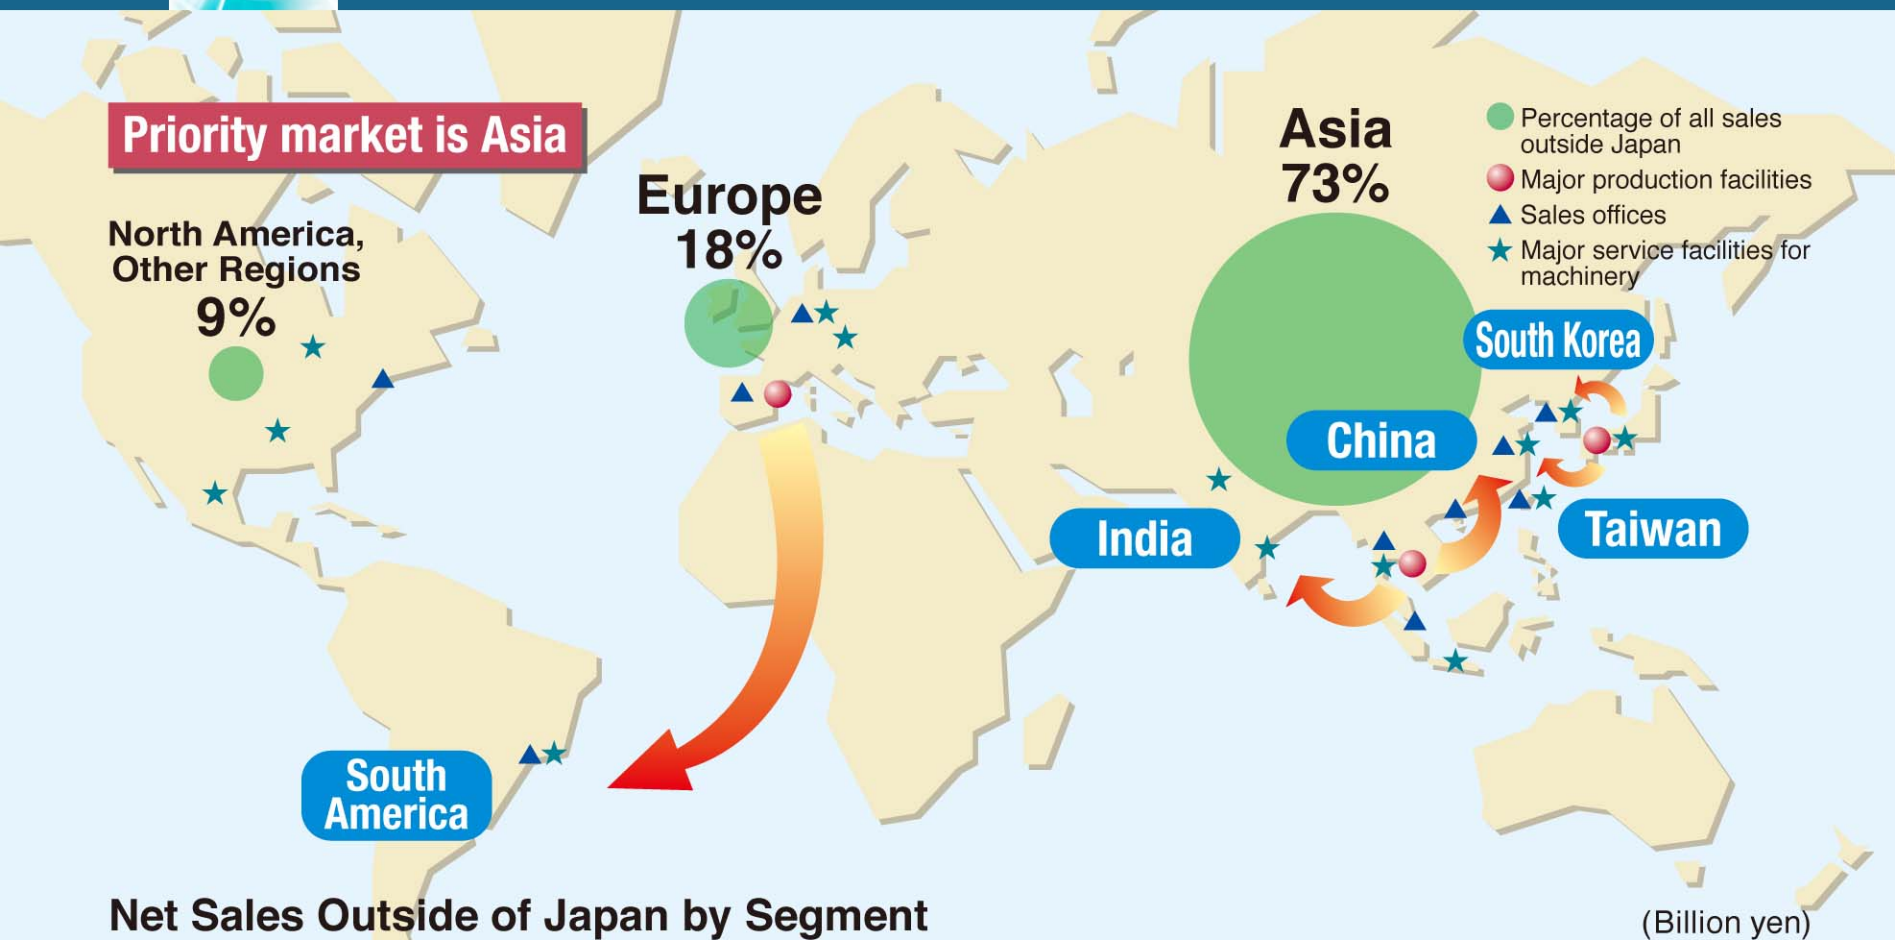 Priority market is Asia
North America,
Other Regions
9%
Europe
18%
Asia
73%
Percentage of all sales
outside Japan
Major production facilities
Sales offices
Major service facilities for
machinery
South Korea
China
India
Taiwan
South
America
Net Sales Outside of Japan by Segment
(Billion yen)